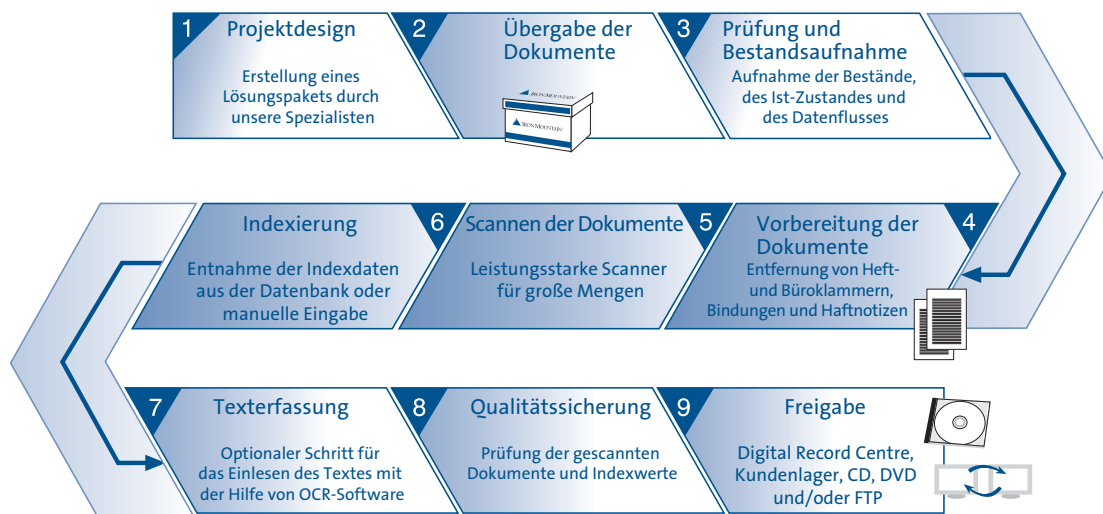 1 Projektdesign
Erstellung eines
Lösungspakets durch
unsere Spezialisten
2 Übergabe der
Dokumente
IRON MOUNTAIN
IRON MOUNTAIN
3 Prüfung und
Bestandsaufnahme
Aufnahme der Bestände,
des Ist-Zustandes und
des Datenflusses
4 Vorbereitung der
Dokumente
Entfernung von Heft-
und Büroklammern,
Bindungen und Haftnotizen
5 Scannen der Dokumente
Leistungsstarke Scanner
für große Mengen
6 Indexierung
Entnahme der Indexdaten
aus der Datenbank oder
manuelle Eingabe
7 Texterfassung
Optionaler Schritt für
das Einlesen des Textes mit
der Hilfe von OCR-Software
8 Qualitätssicherung
Prüfung der gescannten
Dokumente und Indexwerte
9 Freigabe
Digital Record Centre,
Kundenlager, CD, DVD
und/oder FTP